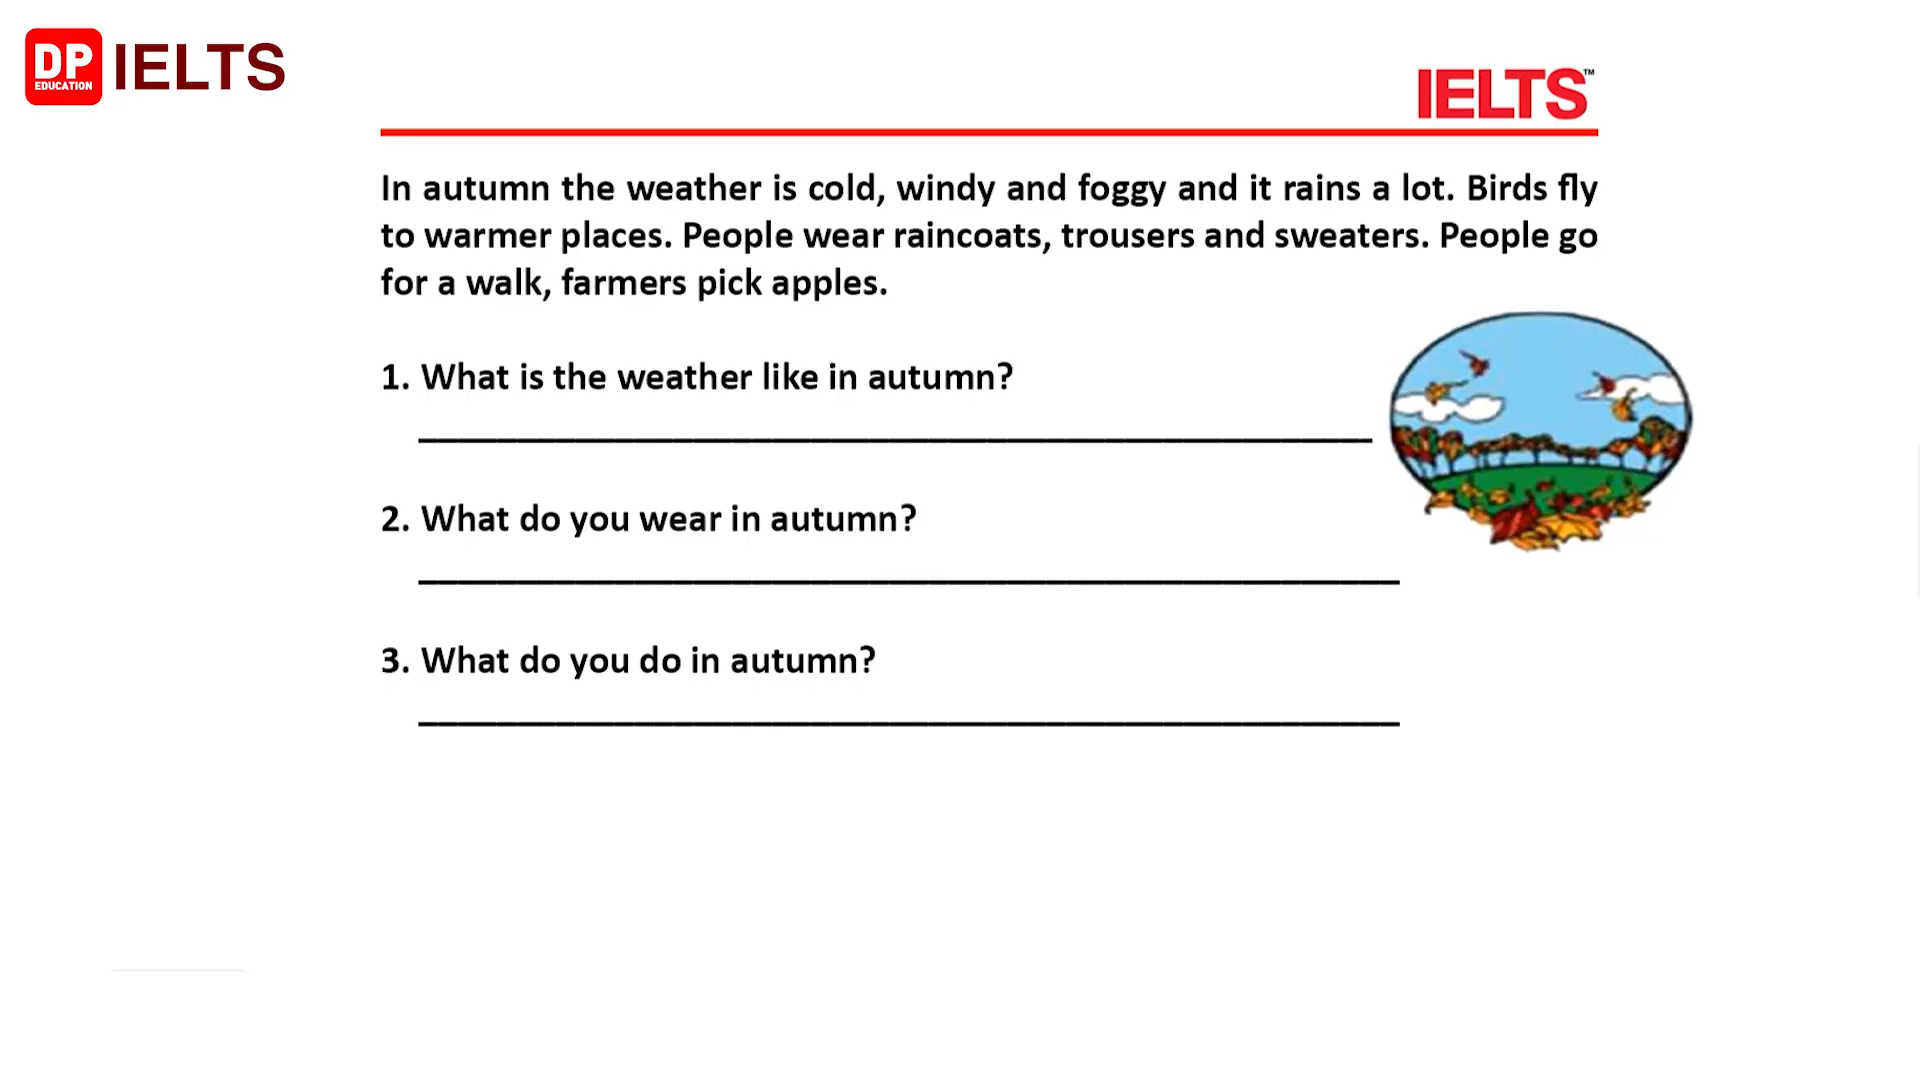 DP
EDUCATION
IELTS
IELTS™
In autumn the weather is cold, windy and foggy and it rains a lot. Birds fly
to warmer places. People wear raincoats, trousers and sweaters. People go
for a walk, farmers pick apples.
1. What is the weather like in autumn?
2. What do you wear in autumn?
3. What do you do in autumn?